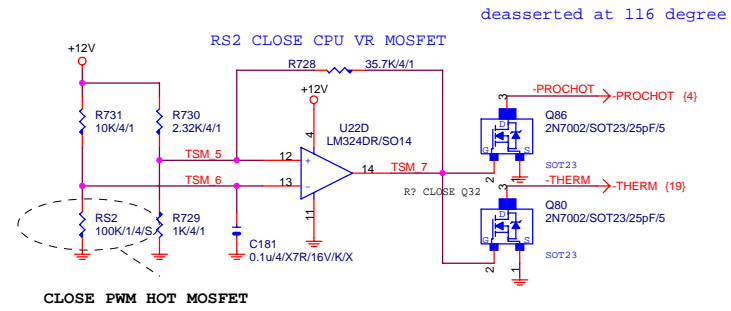 deasserted at 116 degree
RS2 CLOSE CPU VR MOSFET
+12V
R728 35.7K/4/1
+12V
-PROCHOT
-PROCHOT {4}
3
R731
10K/4/1
R730
2.32K/4/1
U22D
LM324DR/SO14
4
D
G S
Q86
2N7002/SOT23/25pF/5
SOT23
2
1
TSM_5 12 +
TSM_6 13 -
14 TSM_7
11
R? CLOSE Q32
-THERM
-THERM {19}
3
RS2
100K/1/4/S
R729
1K/4/1
C181
0.1u/4/X7R/16V/K/X
D
G S
Q80
2N7002/SOT23/25pF/5
SOT23
2
1
CLOSE PWM HOT MOSFET